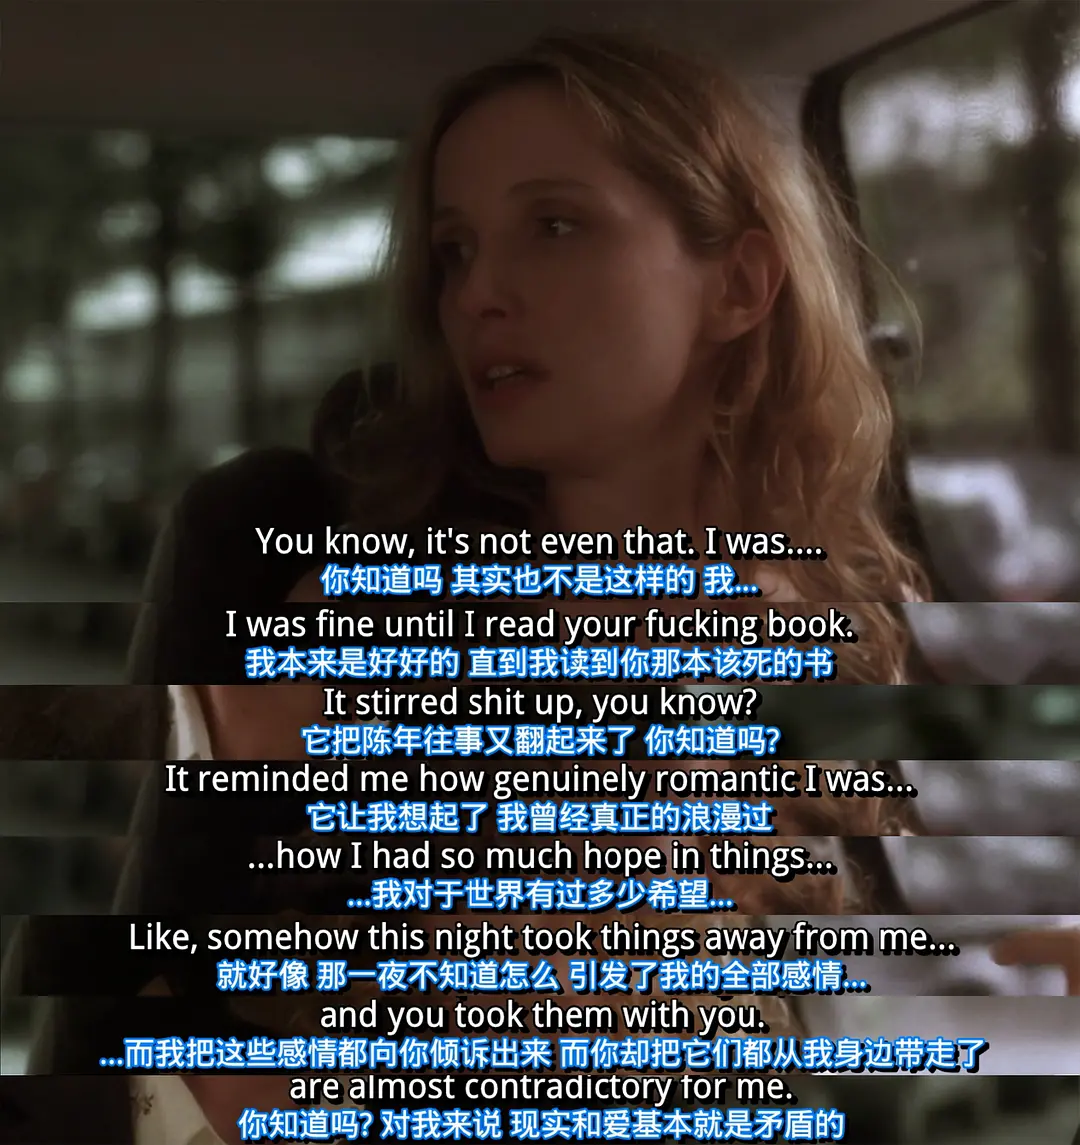 You know, it's not even that. I was....
你知道吗 其实也不是这样的 我...
I was fine until I read your fucking book.
我本来是好好的 直到我读到你那本该死的书
It stirred shit up, you know?
它把陈年往事又翻起来了 你知道吗?
It reminded me how genuinely romantic I was...
它让我想起了 我曾经真正的浪漫过
...how I had so much hope in things...
...我对于世界有过多少希望...
Like, somehow this night took things away from me...
就好像 那一夜不知道怎么 引发了我的全部感情...
and you took them with you.
...而我把这些感情都向你倾诉出来 而你却把它们都从我身边带走了
are almost contradictory for me.
你知道吗? 对我来说 现实和爱基本就是矛盾的